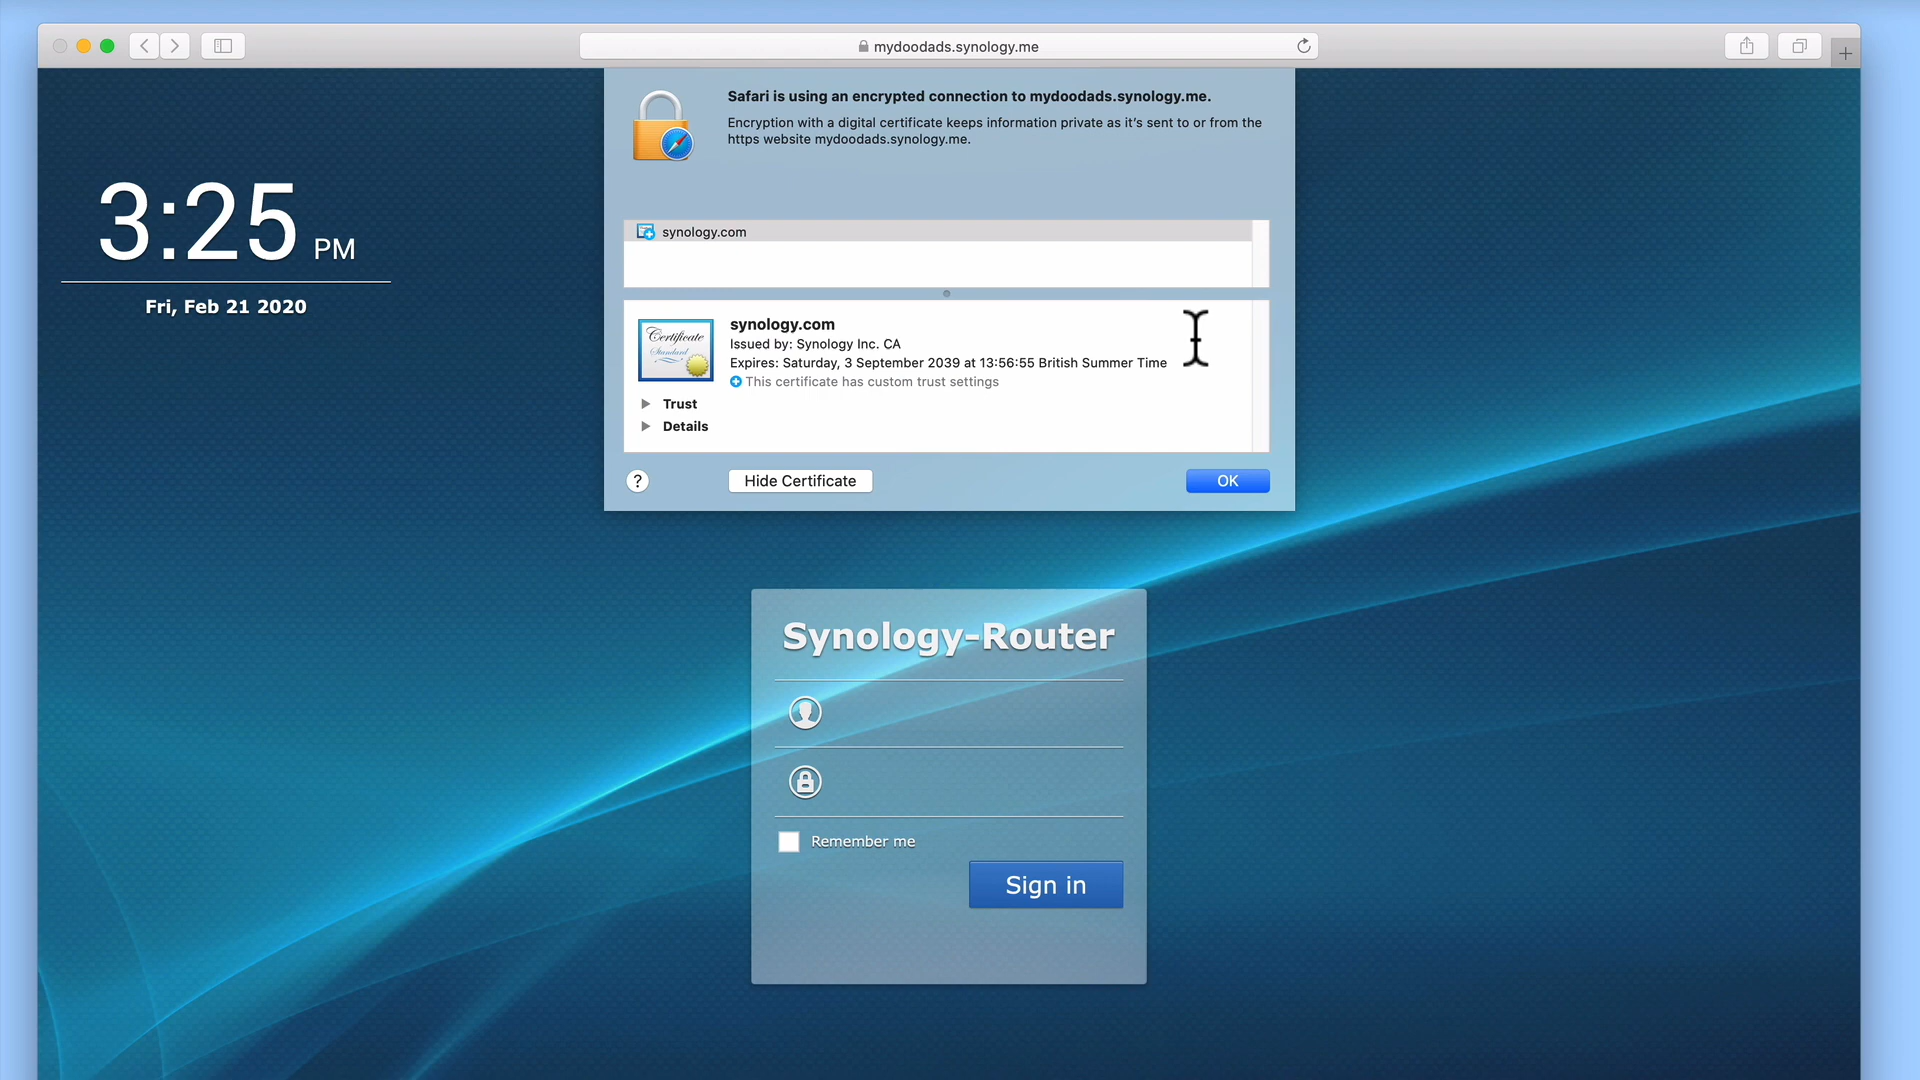 mydoodads.synology.me
Safari is using an encrypted connection to mydoodads.synology.me.
Encryption with a digital certificate keeps information private as it’s sent to or from the
https website mydoodads.synology.me.
3:25 PM
Fri, Feb 21 2020
synology.com
Certificate
Standard
synology.com
Issued by: Synology Inc. CA
Expires: Saturday, 3 September 2039 at 13:56:55 British Summer Time
This certificate has custom trust settings
Trust
Details
?
Hide Certificate
OK
Synology-Router
Remember me
Sign in